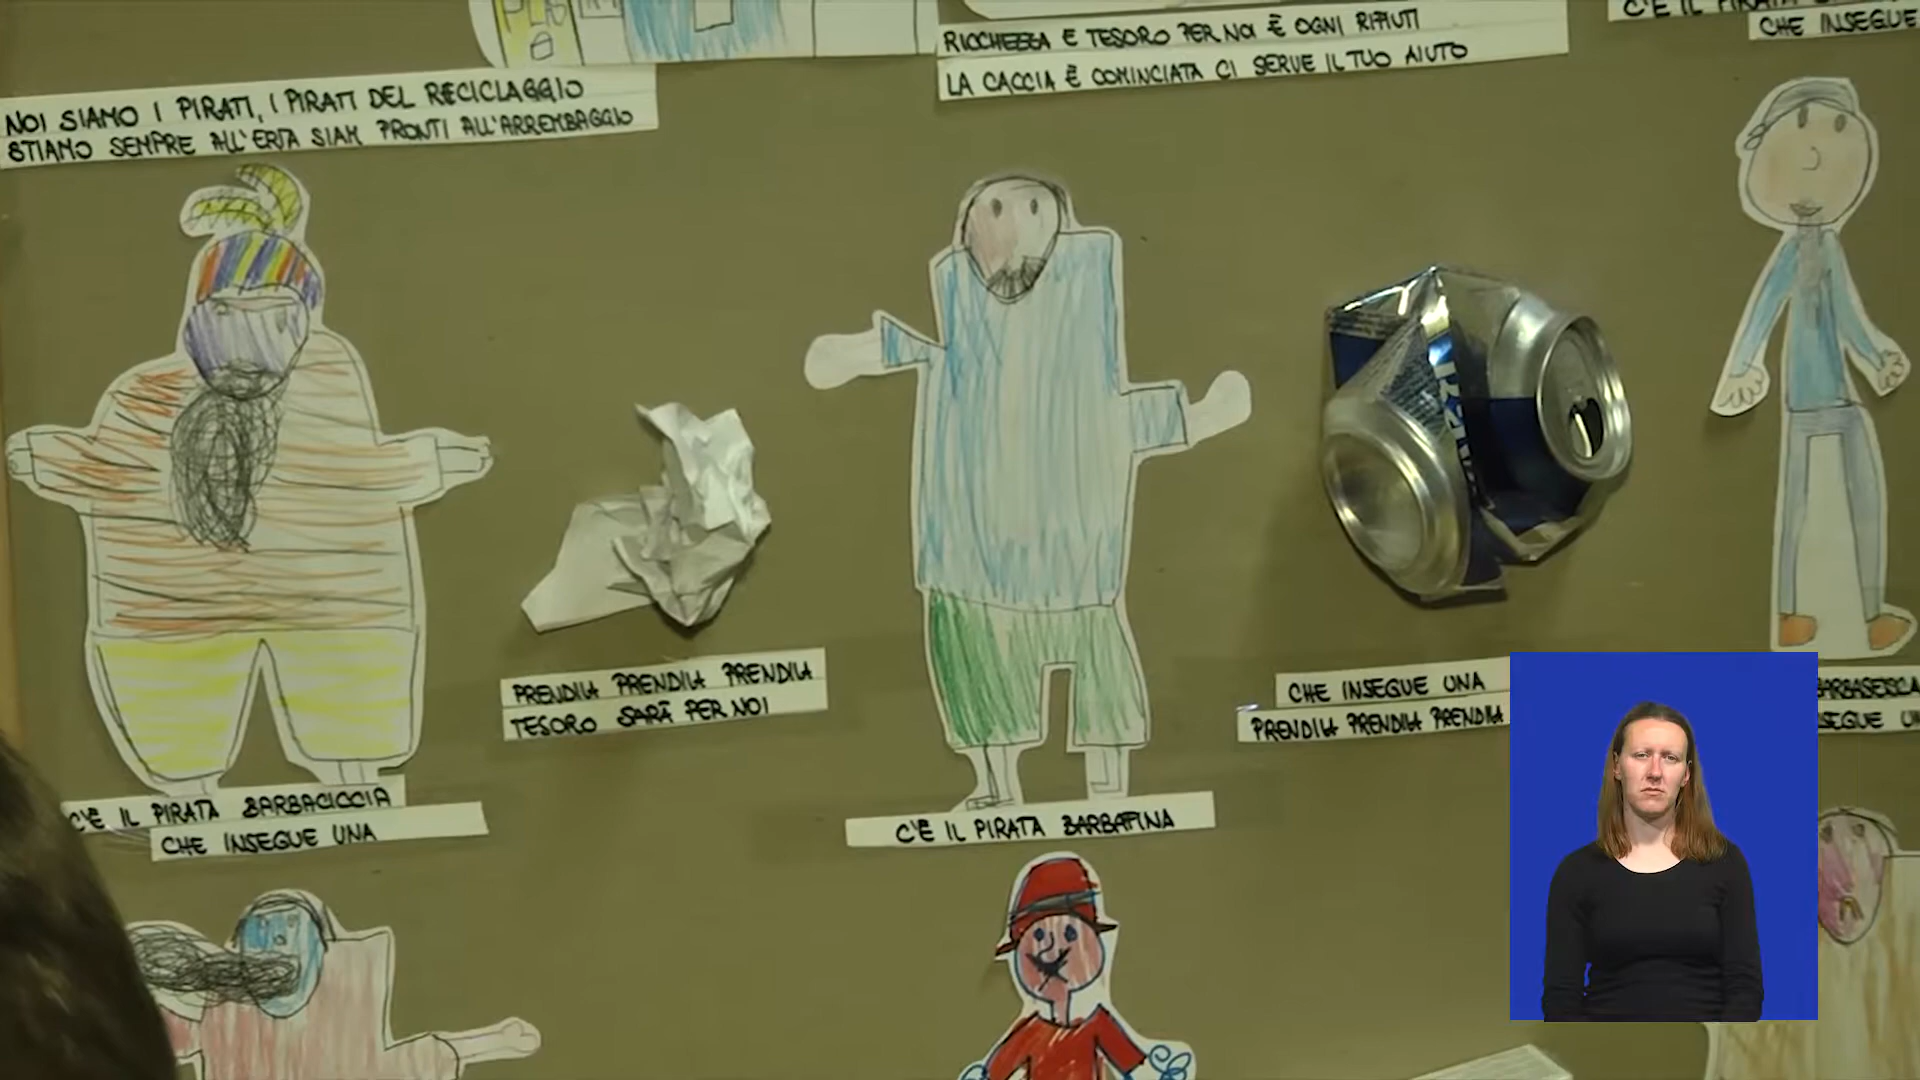 RICCHEZZA E TESORO PER NOI È OGNI RIFIUTI
LA CACCIA È COMINCIATA CI SERVE IL TUO AIUTO
C'È IL PIRATA
CHE INSEGUE
NOI SIAMO I PIRATI, I PIRATI DEL RECICLAGGIO
STIAMO SEMPRE ALL'ERTA SIAM PRONTI ALL'ARREMBAGGIO
PRENDILA PRENDILA PRENDILA
TESORO SARÀ PER NOI
CHE INSEGUE UNA
PRENDILA PRENDILA PRENDILA
C'È IL PIRATA BARBACICCIA
CHE INSEGUE UNA
C'È IL PIRATA BARBAFINA